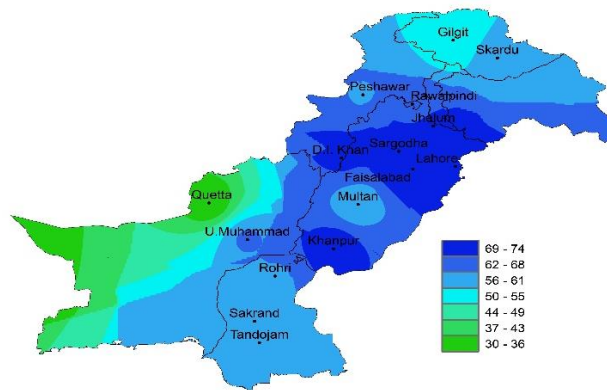 Gilgit
Skardu
Peshawar
Rawalpindi
Jhelum
Sargodha
D.I. Khan
Lahore
Faisalabad
Quetta
Multan
U.Muhammad
Khanpur
Rohri
Sakrand
Tandojam
69 - 74
62 - 68
56 - 61
50 - 55
44 - 49
37 - 43
30 - 36